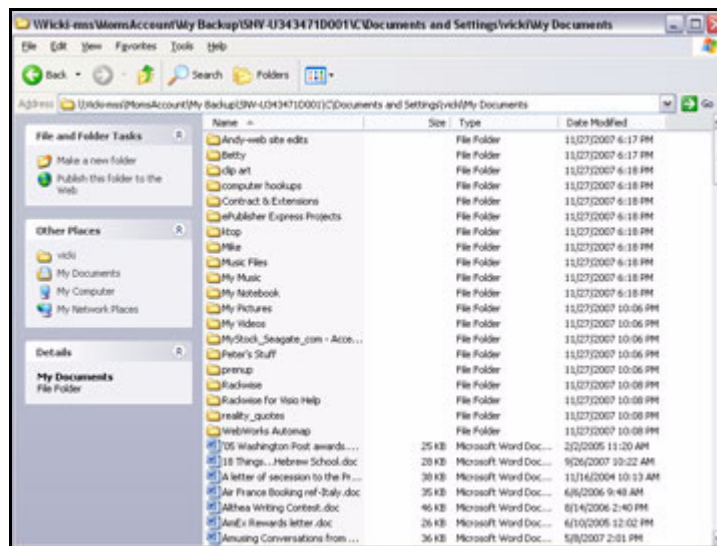 \\Vicki-mss\MomsAccount\My Backup\SNV-U343471D001\C\Documents and Settings\vicki\My Documents
File Edit View Favorites Tools Help
Back Search Folders
Address \\Vicki-mss\MomsAccount\My Backup\SNV-U343471D001\C\Documents and Settings\vicki\My Documents Go
File and Folder Tasks
Make a new folder
Publish this folder to the Web
Other Places
vicki
My Documents
My Computer
My Network Places
Details
My Documents
File Folder
Name Size Type Date Modified
Andy-web site edits File Folder 11/27/2007 6:17 PM
Betty File Folder 11/27/2007 6:17 PM
clip art File Folder 11/27/2007 6:18 PM
computer hookups File Folder 11/27/2007 6:18 PM
Contract & Extensions File Folder 11/27/2007 6:18 PM
ePublisher Express Projects File Folder 11/27/2007 6:18 PM
ktop File Folder 11/27/2007 6:18 PM
Mike File Folder 11/27/2007 6:18 PM
Music Files File Folder 11/27/2007 6:18 PM
My Music File Folder 11/27/2007 6:18 PM
My Notebook File Folder 11/27/2007 6:18 PM
My Pictures File Folder 11/27/2007 10:06 PM
My Videos File Folder 11/27/2007 10:06 PM
MyStock_Seagate_com - Acce... File Folder 11/27/2007 10:06 PM
Peter's Stuff File Folder 11/27/2007 10:06 PM
prenup File Folder 11/27/2007 10:06 PM
Rackwise File Folder 11/27/2007 10:08 PM
Rackwise for Visio Help File Folder 11/27/2007 10:08 PM
reality_quotes File Folder 11/27/2007 10:08 PM
WebWorks Automap File Folder 11/27/2007 10:08 PM
'05 Washington Post awards.... 25 KB Microsoft Word Doc... 2/2/2005 11:20 AM
18 Things...Hebrew School.doc 28 KB Microsoft Word Doc... 9/26/2007 10:22 AM
A letter of secession to the Pr... 38 KB Microsoft Word Doc... 11/16/2004 10:13 AM
Air France Booking ref-Italy.doc 35 KB Microsoft Word Doc... 6/6/2006 9:48 AM
Althea Writing Contest.doc 46 KB Microsoft Word Doc... 8/14/2006 2:40 PM
AmEx Rewards letter.doc 26 KB Microsoft Word Doc... 6/10/2005 12:02 PM
Amusing Conversations from ... 36 KB Microsoft Word Doc... 5/8/2007 2:01 PM